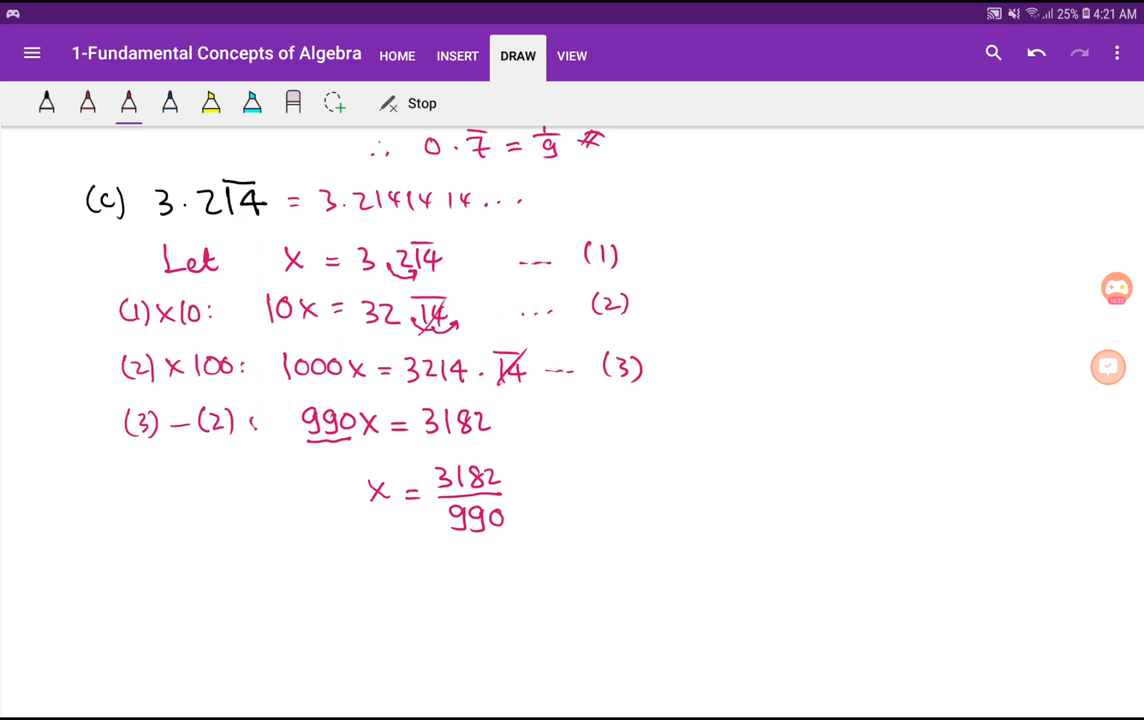 25% 4:21 AM
1-Fundamental Concepts of Algebra HOME INSERT DRAW VIEW
Stop
∴ 0.7̅ = 7/9 #
(c) 3.21̅4̅ = 3.2141414...
Let x = 3.21̅4̅ ... (1)
(1)×10: 10x = 32.1̅4̅ ... (2)
(2)×100: 1000x = 3214.1̅4̅ ... (3)
(3)-(2): 990x = 3182
x = 3182/990